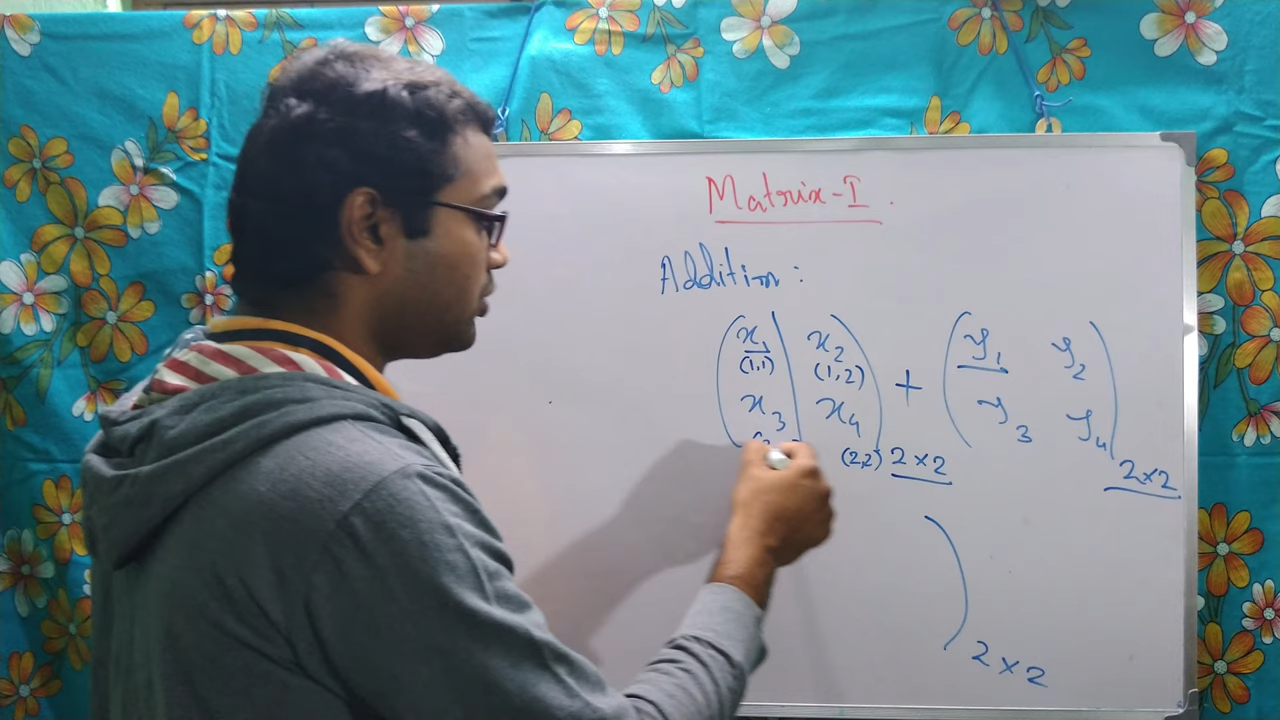 Matrix-I.
Addition:
x₁ x₂ + y₁ y₂
(1,1) (1,2)
x₃ x₄ y₃ y₄
(2,2) 2×2 2×2
2×2